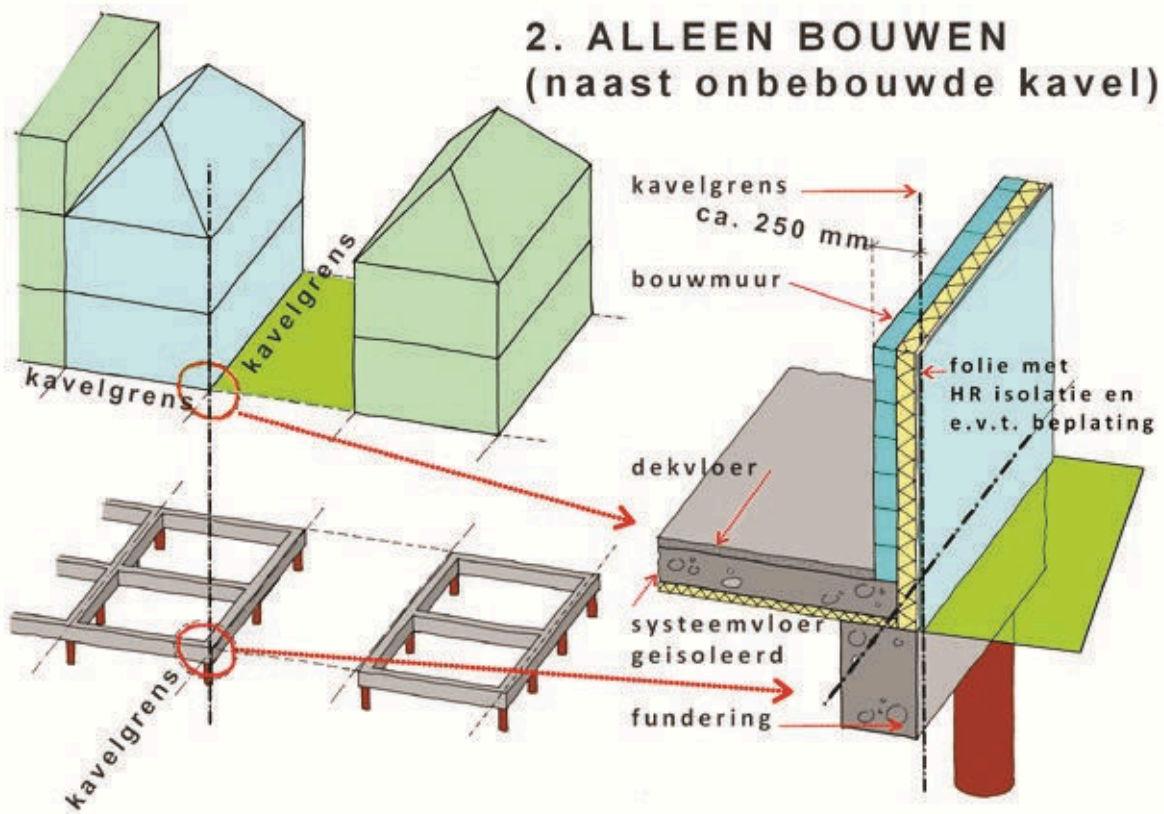 2. ALLEEN BOUWEN
(naast onbebouwde kavel)
kavelgrens
kavelgrens
kavelgrens
kavelgrens
ca. 250 mm
bouwmuur
folie met
HR isolatie en
e.v.t. beplating
dekvloer
systeemvloer
geisoleerd
fundering